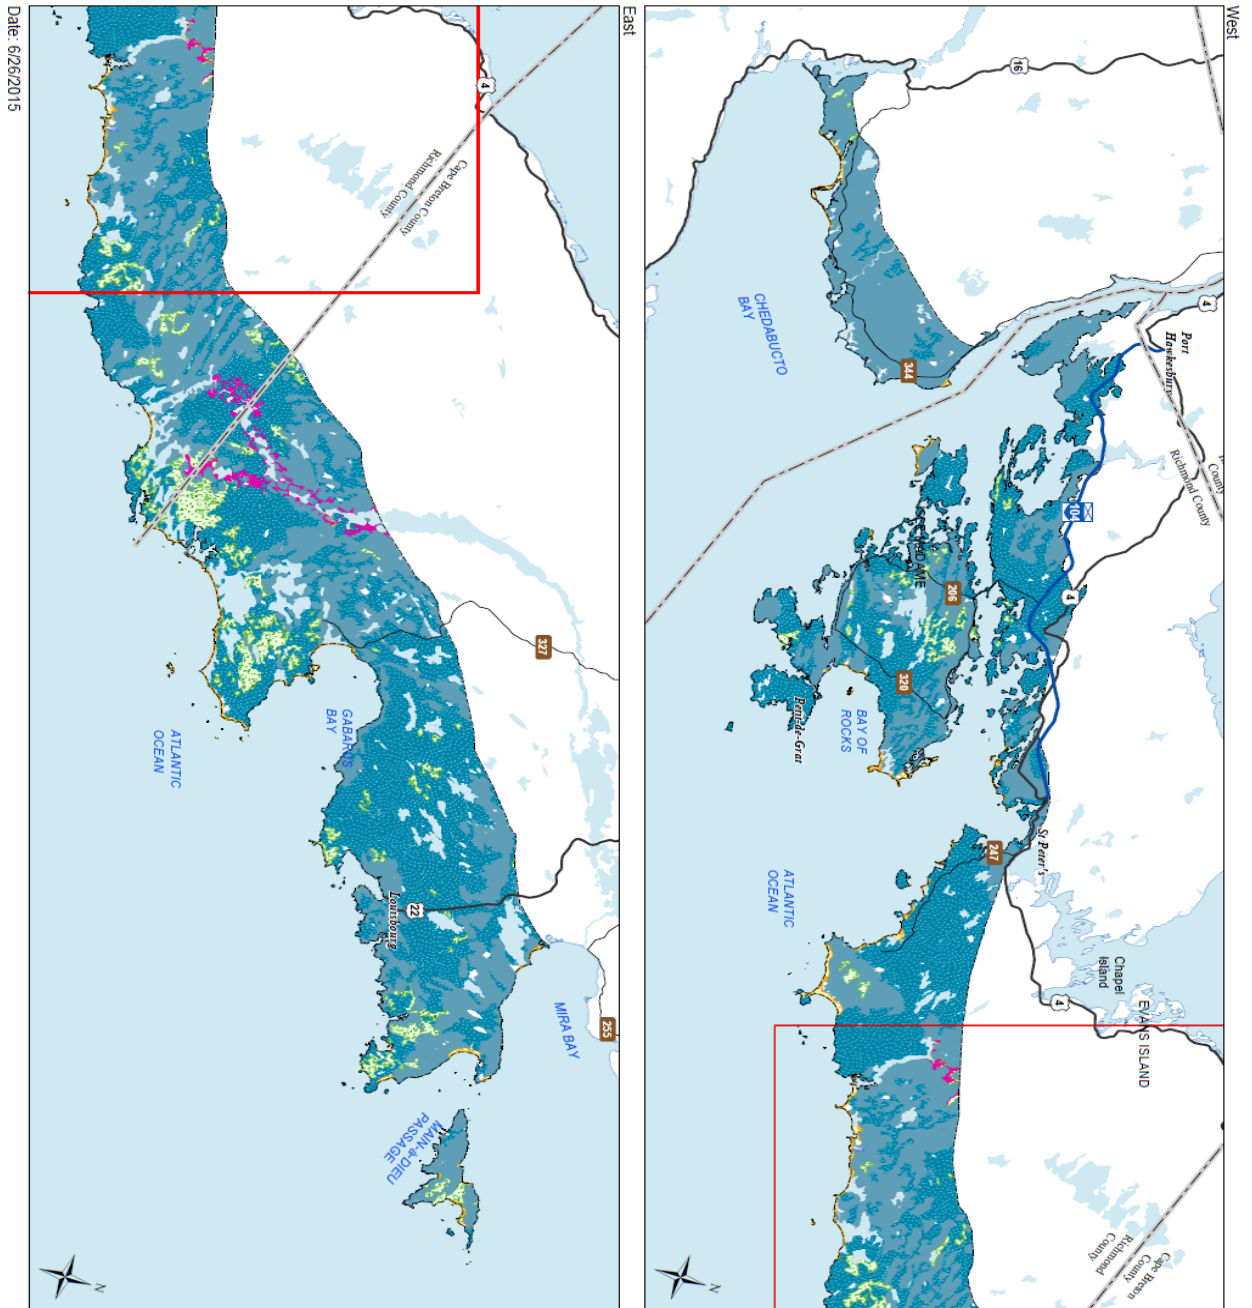 West
16
4
Port
Hawkesbury
County
Richmond County
CHEDABUCTO
BAY
344
104
4
MADAME
206
320
Petit-de-Grat
BAY OF
ROCKS
247
St Peter's
ATLANTIC
OCEAN
Chapel
Island
EVANS ISLAND
4
Cape Breton
County
Richmond
County
East
4
Cape Breton County
Richmond County
327
GABARUS
BAY
ATLANTIC
OCEAN
22
Louisbourg
MIRA BAY
255
MAIN-à-DIEU
PASSAGE
N
N
Date: 6/26/2015